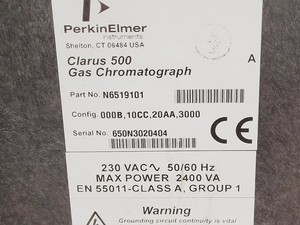 PerkinElmer
instruments
Shelton, CT 06484 USA
Clarus 500
Gas Chromatograph
A
Part No. N6519101
Config. 000B,10CC,20AA,3000
Serial No. 650N3020404
230 VAC∿ 50/60 Hz
MAX POWER 2400 VA
EN 55011-CLASS A, GROUP 1
Warning
Grounding circuit continuity is vital